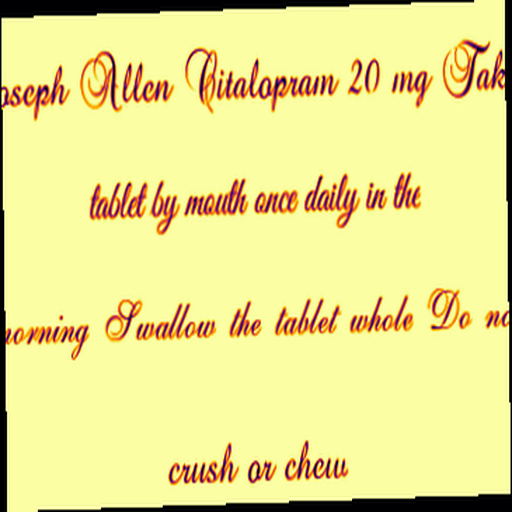 oseph Allen Citalopram 20 mg Tak
tablet by mouth once daily in the
morning Swallow the tablet whole Do no
crush or chew